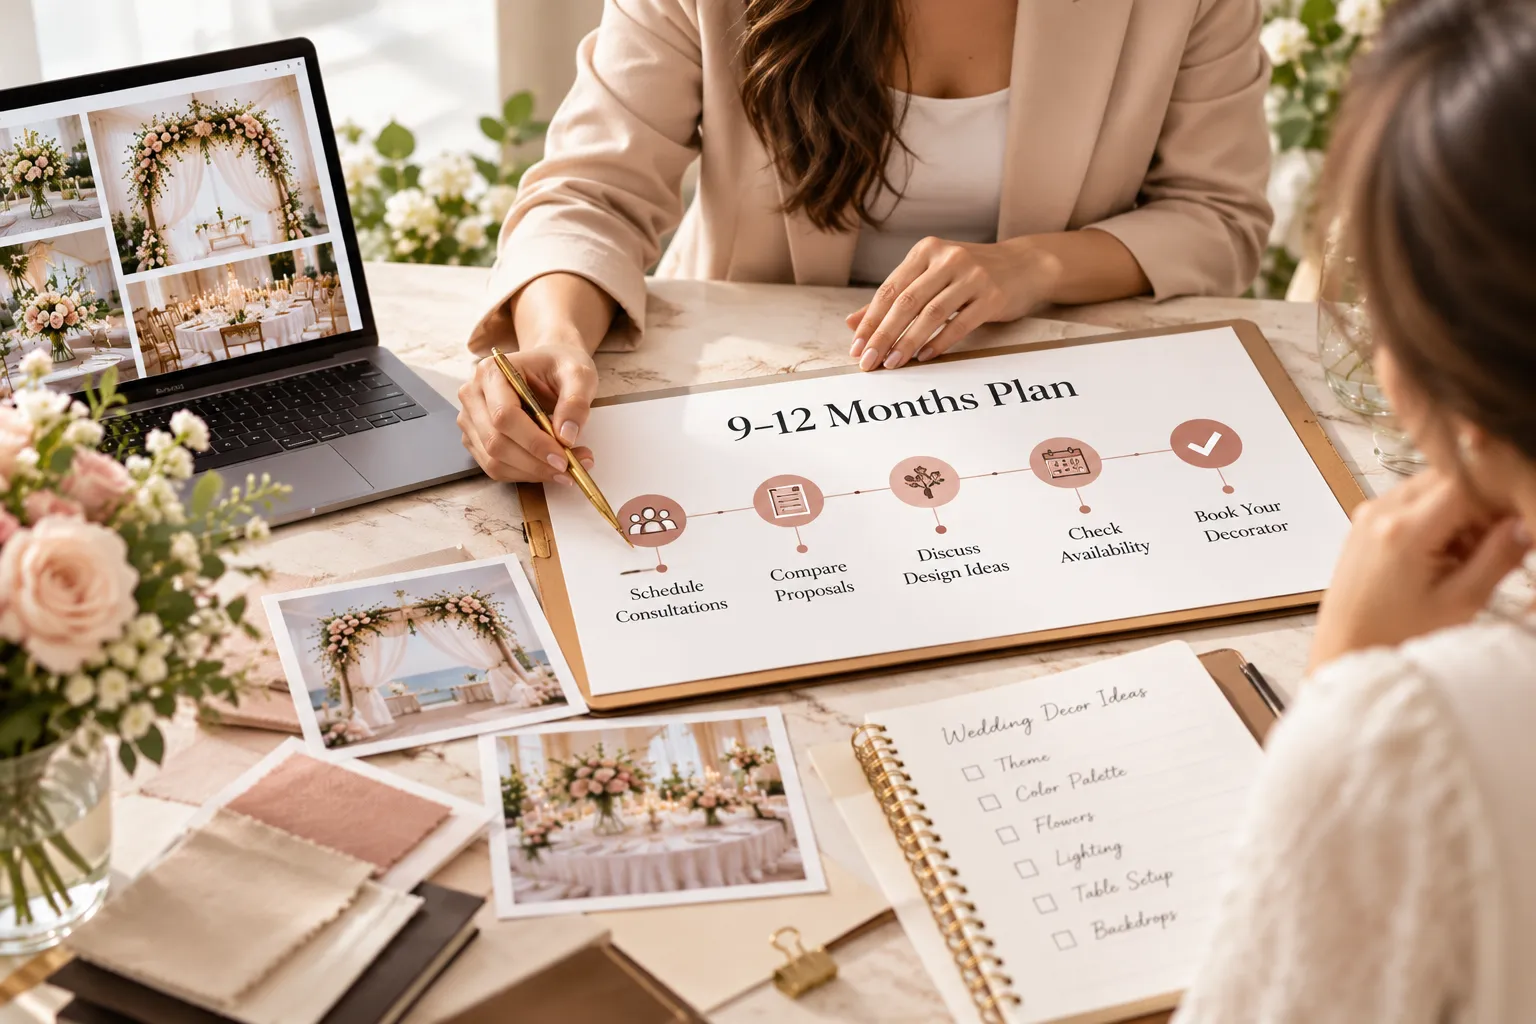 9–12 Months Plan
Schedule
Consultations
Compare
Proposals
Discuss
Design Ideas
Check
Availability
Book Your
Decorator
Wedding Decor Ideas
Theme
Color Palette
Flowers
Lighting
Table Setup
Backdrops